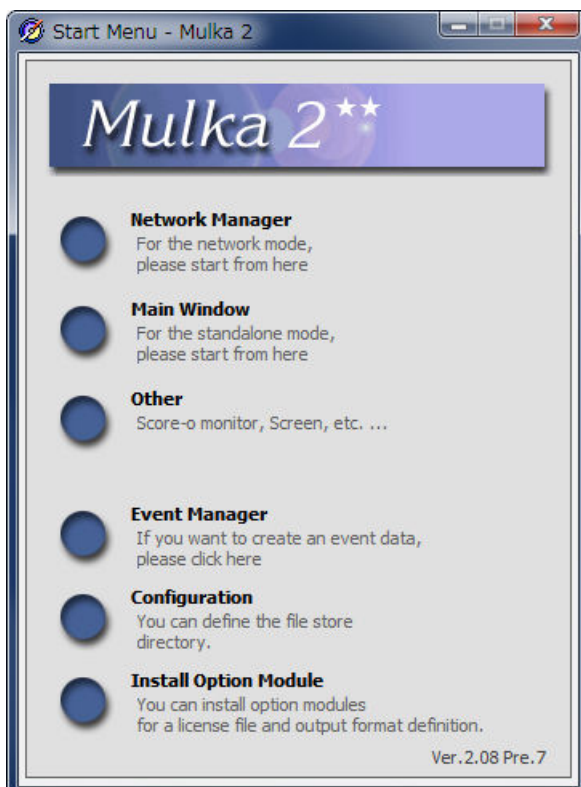 Start Menu - Mulka 2
Mulka 2★★
Network Manager
For the network mode,
please start from here
Main Window
For the standalone mode,
please start from here
Other
Score-o monitor, Screen, etc. ...
Event Manager
If you want to create an event data,
please click here
Configuration
You can define the file store
directory.
Install Option Module
You can install option modules
for a license file and output format definition.
Ver.2.08 Pre.7